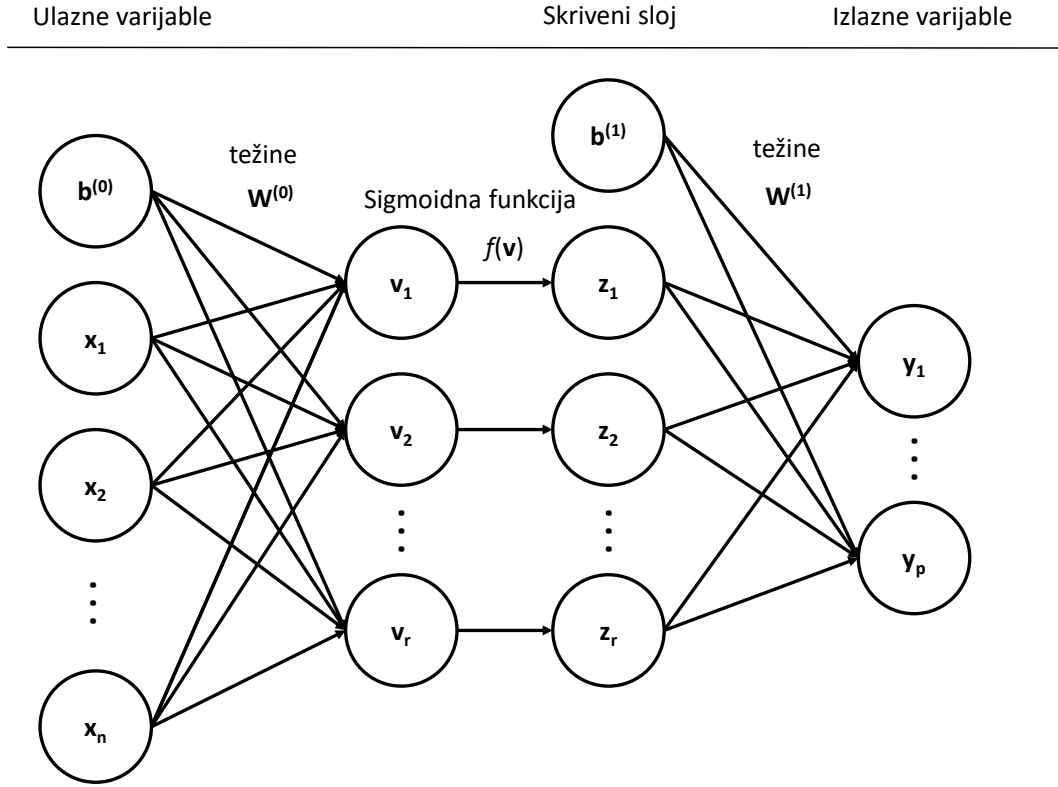 Ulazne varijable
Skriveni sloj
Izlazne varijable
b(0)
x1
x2
⋮
xn
težine
W(0)
Sigmoidna funkcija
f(v)
v1
v2
⋮
vr
b(1)
z1
z2
⋮
zr
težine
W(1)
y1
⋮
yp